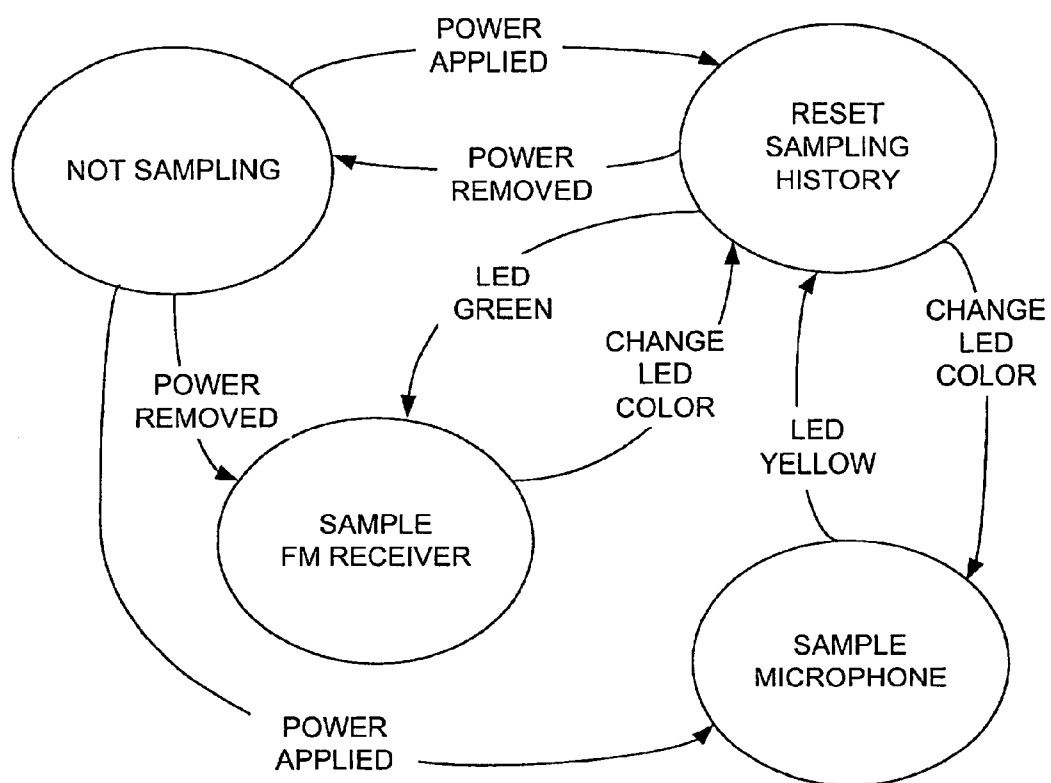 POWER
APPLIED
RESET
SAMPLING
HISTORY
NOT SAMPLING
POWER
REMOVED
LED
GREEN
CHANGE
LED
COLOR
CHANGE
LED
COLOR
POWER
REMOVED
LED
YELLOW
SAMPLE
FM RECEIVER
SAMPLE
MICROPHONE
POWER
APPLIED